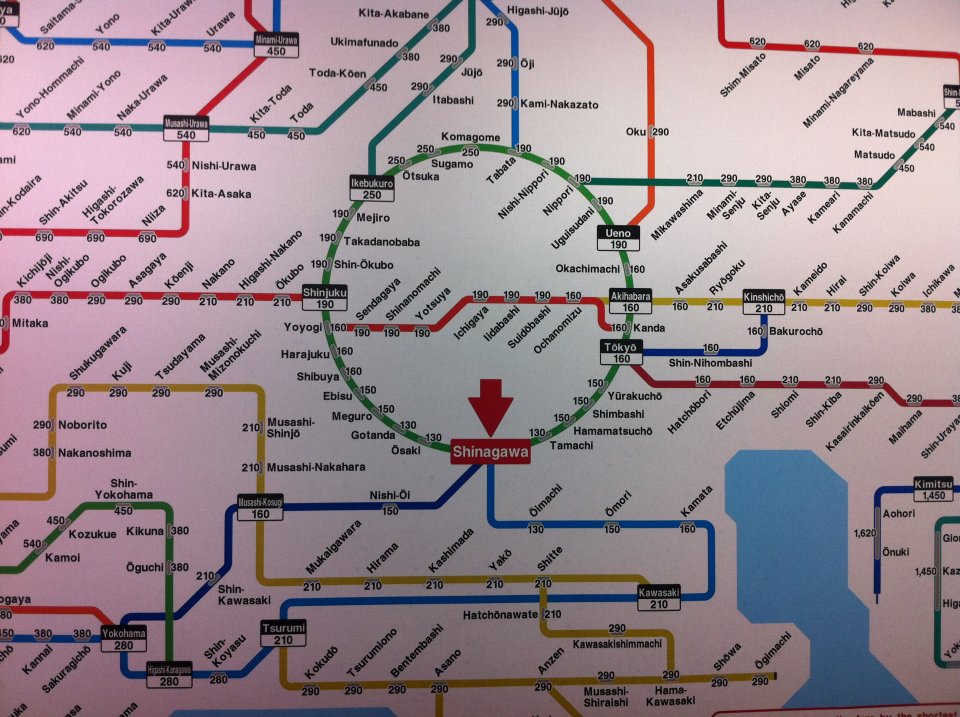 Saitama-S
Yono
Kita-Urawa
Urawa
620
540
540
540
Minami-Urawa
450
Kita-Akabane
380
Ukimafunado
380
Toda-Kōen
450
Higashi-Jūjō
290
Jūjō
290
Itabashi
290
Ōji
290
Kami-Nakazato
290
Oku
290
620
620
620
Shim-Misato
Misato
Minami-Nagareyama
Mabashi
540
Kita-Matsudo
540
Matsudo
450
Yono-Hommachi
Minami-Yono
Naka-Urawa
Kita-Toda
Toda
620
540
540
Musashi-Urawa
540
450
450
540
Nishi-Urawa
620
Kita-Asaka
Shin-Akitsu
Higashi-Tokorozawa
Niiza
690
690
690
Komagome
250
Sugamo
250
Ōtsuka
250
Tabata
190
Nishi-Nippori
190
Nippori
190
Uguisudani
190
Ikebukuro
250
Mejiro
190
Takadanobaba
190
Shin-Ōkubo
190
210
290
290
380
380
380
Mikawashima
Minami-Senju
Kita-Senju
Ayase
Kameari
Kanamachi
Ueno
190
Okachimachi
160
Kichijōji
Nishi-Ogikubo
Ogikubo
Asagaya
Kōenji
Nakano
Higashi-Nakano
Ōkubo
380
380
290
290
290
210
210
210
Mitaka
Shinjuku
190
Sendagaya
Shinanomachi
Yotsuya
190
190
190
Ichigaya
Iidabashi
Suidōbashi
Ochanomizu
190
190
190
160
Akihabara
160
Kanda
160
Asakusabashi
Ryōgoku
160
210
Kinshichō
210
Kameido
Hirai
Shin-Koiwa
Koiwa
Ichikawa
210
210
290
290
380
Bakurochō
160
Shin-Nihombashi
160
Tōkyō
160
Hatchōbori
Etchūjima
Shiomi
Shin-Kiba
Kasairinkaikōen
Maihama
160
160
210
210
290
290
Yoyogi
160
Harajuku
160
Shibuya
160
Ebisu
150
Meguro
150
Gotanda
130
Ōsaki
130
Yūrakuchō
150
Shimbashi
150
Hamamatsuchō
150
Tamachi
130
Shinagawa
Shukugawara
Kuji
Tsudayama
Musashi-Mizonokuchi
290
290
290
290
Noborito
290
Nakanoshima
380
Musashi-Shinjō
210
Musashi-Nakahara
210
Musashi-Kosugi
160
Nishi-Ōi
150
Ōimachi
Ōmori
Kamata
130
150
160
Shin-Yokohama
450
Kozukue
450
Kamoi
540
Kikuna
380
Ōguchi
380
Shin-Kawasaki
210
Mukaigawara
Hirama
Kashimada
Yakō
Shitte
210
210
210
210
210
Kawasaki
210
Hatchōnawate
210
Kawasakishimmachi
290
Yokohama
280
Higashi-Kanagawa
280
Shin-Koyasu
280
Tsurumi
210
Kannai
Sakuragichō
380
380
Kokudō
Tsurumiono
Bentembashi
Asano
Anzen
Musashi-Shiraishi
Hama-Kawasaki
Shōwa
Ōgimachi
290
290
290
290
290
290
290
290
Kimitsu
1,450
Aohori
1,620
Ōnuki
1,450